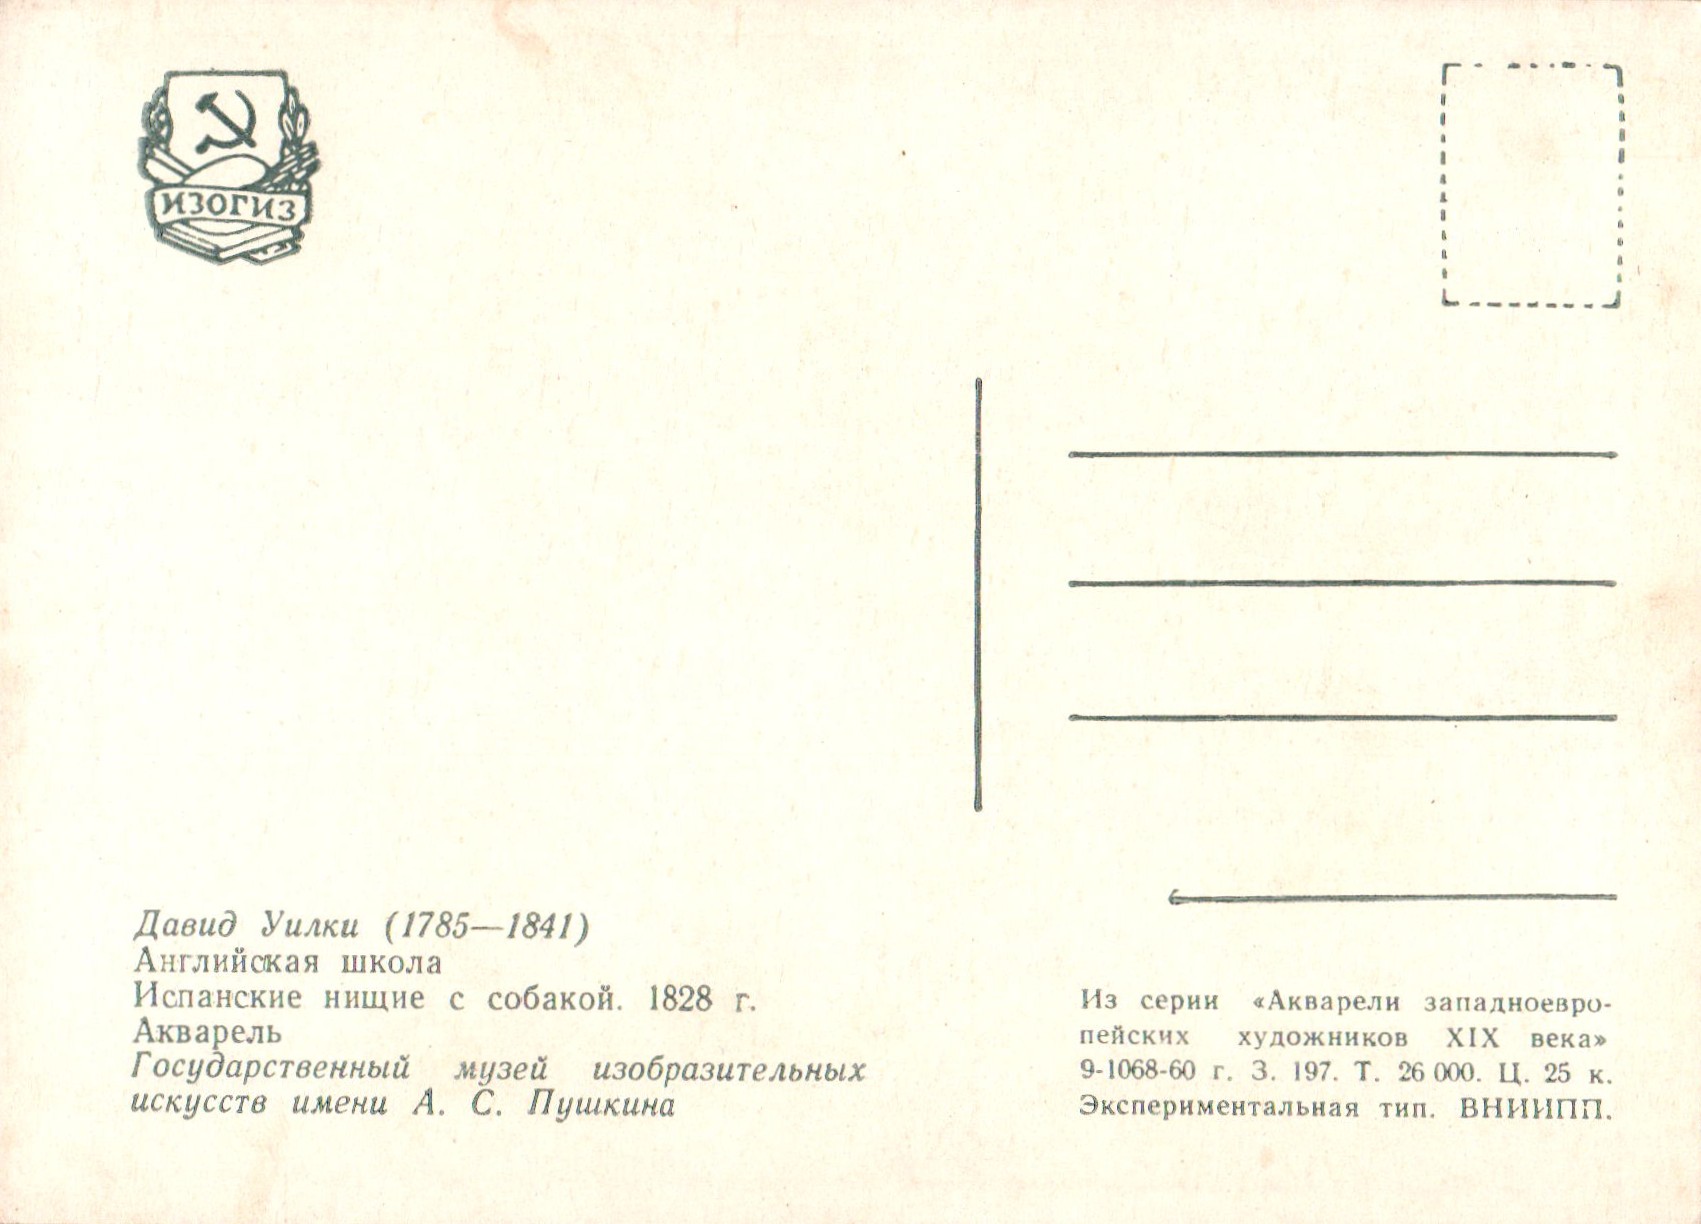 ИЗОГИЗ
Давид Уилки (1785—1841)
Английская школа
Испанские нищие с собакой. 1828 г.
Акварель
Государственный музей изобразительных
искусств имени А. С. Пушкина
Из серии «Акварели западноевро-
пейских художников XIX века»
9-1068-60 г. З. 197. Т. 26 000. Ц. 25 к.
Экспериментальная тип. ВНИИПП.